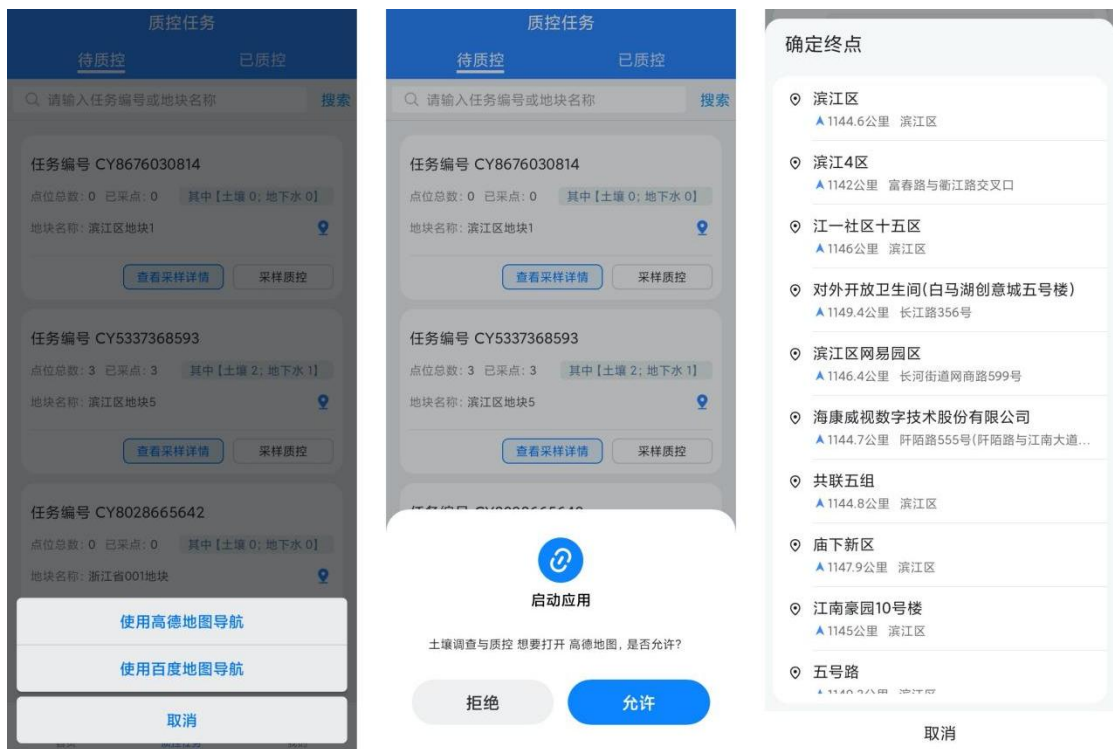 质控任务
待质控 已质控
请输入任务编号或地块名称 搜索
任务编号 CY8676030814
点位总数: 0 已采点: 0 其中【土壤 0; 地下水 0】
地块名称: 滨江区地块1
查看采样详情 采样质控
任务编号 CY5337368593
点位总数: 3 已采点: 3 其中【土壤 2; 地下水 1】
地块名称: 滨江区地块5
查看采样详情 采样质控
任务编号 CY8028665642
点位总数: 0 已采点: 0 其中【土壤 0; 地下水 0】
地块名称: 浙江省001地块
使用高德地图导航
使用百度地图导航
取消
质控任务
待质控 已质控
请输入任务编号或地块名称 搜索
任务编号 CY8676030814
点位总数: 0 已采点: 0 其中【土壤 0; 地下水 0】
地块名称: 滨江区地块1
查看采样详情 采样质控
任务编号 CY5337368593
点位总数: 3 已采点: 3 其中【土壤 2; 地下水 1】
地块名称: 滨江区地块5
查看采样详情 采样质控
启动应用
土壤调查与质控 想要打开 高德地图, 是否允许?
拒绝 允许
确定终点
滨江区
1144.6公里 滨江区
滨江4区
1142公里 富春路与衢江路交叉口
江一社区十五区
1146公里 滨江区
对外开放卫生间(白马湖创意城五号楼)
1149.4公里 长江路356号
滨江区网易园区
1146.4公里 长河街道网商路599号
海康威视数字技术股份有限公司
1144.7公里 阡陌路555号(阡陌路与江南大道...
共联五组
1144.8公里 滨江区
庙下新区
1147.9公里 滨江区
江南豪园10号楼
1145公里 滨江区
五号路
取消